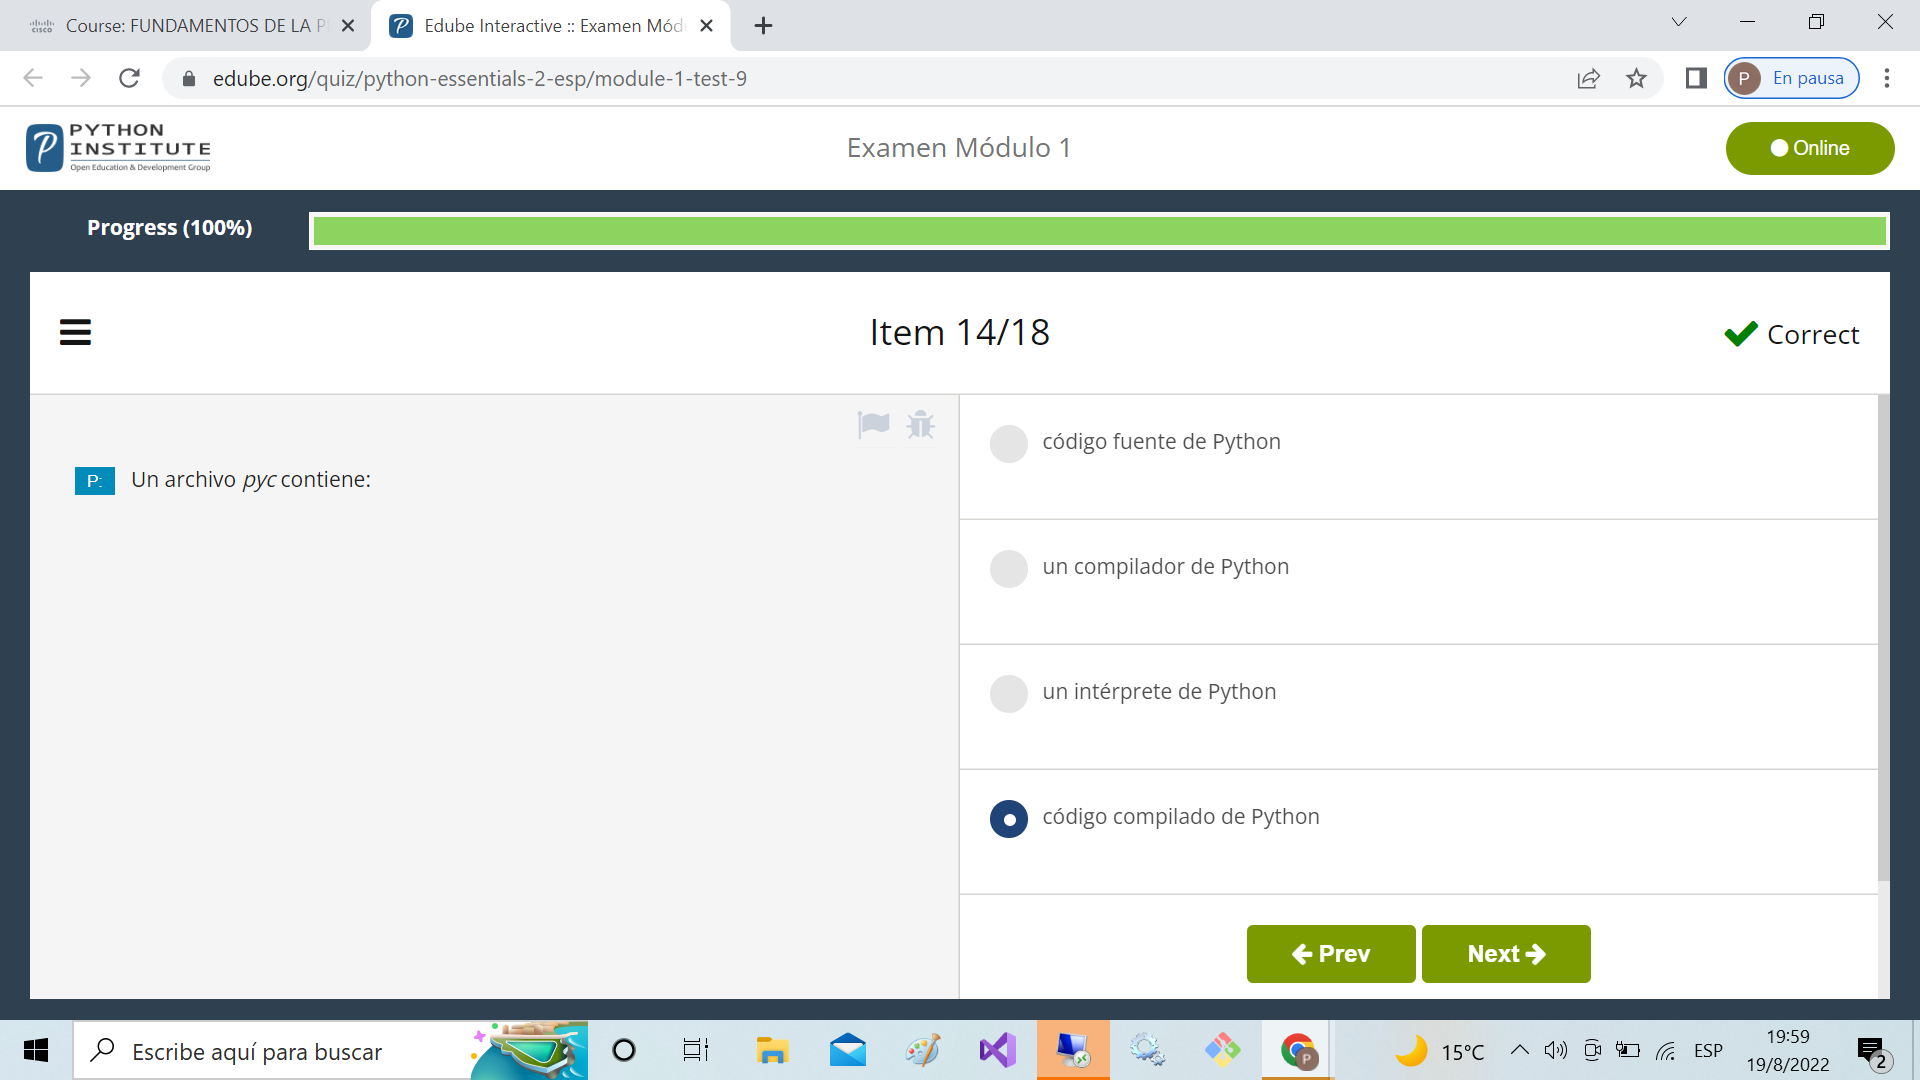 Course: FUNDAMENTOS DE LA P
Edube Interactive :: Examen Mód
edube.org/quiz/python-essentials-2-esp/module-1-test-9
P
En pausa
PYTHON
INSTITUTE
Open Education & Development Group
Examen Módulo 1
Online
Progress (100%)
Item 14/18
Correct
P: Un archivo pyc contiene:
código fuente de Python
un compilador de Python
un intérprete de Python
código compilado de Python
Prev
Next
Escribe aquí para buscar
P
15°C
ESP
19:59
19/8/2022
2